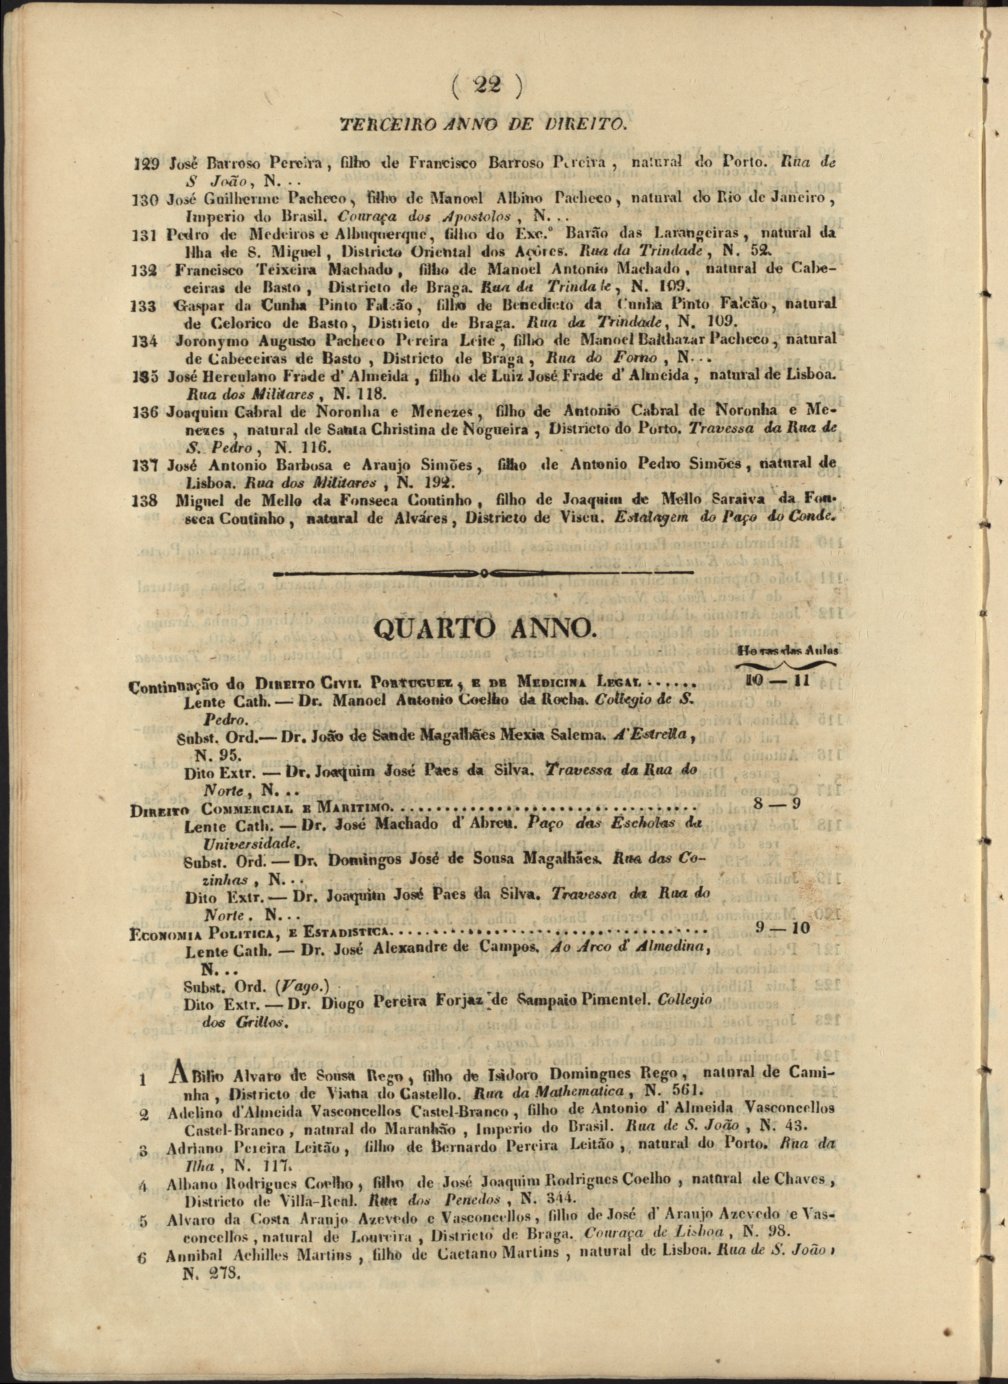 ( 22 )
TERCEIRO ANNO DE DIREITO.
129 José Barroso Pereira, filho de Francisco Barroso Pereira, natural do Porto. Rua de
S João, N. ..
130 José Guilherme Pacheco, filho de Manoel Albino Pacheco, natural do Rio de Janeiro,
Imperio do Brasil. Couraça dos Apostolos, N. ..
131 Pedro de Medeiros e Albuquerque, filho do Exc.º Barão das Larangeiras, natural da
Ilha de S. Miguel, Districto Oriental dos Açôres. Rua da Trindade, N. 52.
132 Francisco Teixeira Machado, filho de Manoel Antonio Machado, natural de Cabe-
ceiras de Basto, Districto de Braga. Rua da Trindade, N. 109.
133 Gaspar da Cunha Pinto Falcão, filho de Benedicto da Cunha Pinto Falcão, natural
de Celorico de Basto, Districto de Braga. Rua da Trindade, N. 109.
134 Joronymo Augusto Pacheco Pereira Leite, filho de Manoel Balthazar Pacheco, natural
de Cabeceiras de Basto, Districto de Braga, Rua do Forno, N...
135 José Herculano Frade d'Almeida, filho de Luiz José Frade d'Almeida, natural de Lisboa.
Rua dos Militares, N. 118.
136 Joaquim Cabral de Noronha e Menezes, filho de Antonio Cabral de Noronha e Me-
nezes, natural de Santa Christina de Nogueira, Districto do Porto. Travessa da Rua de
S. Pedro, N. 116.
137 José Antonio Barbosa e Araujo Simões, filho de Antonio Pedro Simões, natural de
Lisboa. Rua dos Militares, N. 192.
138 Miguel de Mello da Fonseca Coutinho, filho de Joaquim de Mello Saraiva da Fon-
seca Coutinho, natural de Alváres, Districto de Viseu. Estalagem do Paço do Conde.
QUARTO ANNO.
Horas das Aulas
Continuação do DIREITO CIVIL PORTUGUEZ, E DE MEDICINA LEGAL ...... 10 — 11
Lente Cath. — Dr. Manoel Antonio Coelho da Rocha. Collegio de S.
Pedro.
Subst. Ord.— Dr. João de Sande Magalhães Mexia Salema. A'Estrella,
N. 95.
Dito Extr. — Dr. Joaquim José Paes da Silva. Travessa da Rua do
Norte, N. ..
DIREITO COMMERCIAL E MARITIMO. ................................ 8 — 9
Lente Cath. — Dr. José Machado d'Abreu. Paço das Escholas da
Universidade.
Subst. Ord. — Dr. Domingos José de Sousa Magalhães. Rua das Co-
zinhas, N...
Dito Extr.— Dr. Joaquim José Paes da Silva. Travessa da Rua do
Norte. N...
ECONOMIA POLITICA, E ESTADISTICA. ................................ 9 — 10
Lente Cath. — Dr. José Alexandre de Campos. Ao Arco d'Almedina,
N...
Subst. Ord. (Vago.)
Dito Extr. — Dr. Diogo Pereira Forjaz de Sampaio Pimentel. Collegio
dos Grillos.
1 ABilio Alvaro de Sousa Rego, filho de Isidoro Domingues Rego, natural de Cami-
nha, Districto de Viana do Castello. Rua da Mathematica, N. 561.
2 Adelino d'Almeida Vasconcellos Castel-Branco, filho de Antonio d'Almeida Vasconcellos
Castel-Branco, natural do Maranhão, Imperio do Brasil. Rua de S. João, N. 43.
3 Adriano Pereira Leitão, filho de Bernardo Pereira Leitão, natural do Porto. Rua da
Ilha, N. 117.
4 Albano Rodrigues Coelho, filho de José Joaquim Rodrigues Coelho, natural de Chaves,
Districto de Villa-Real. Rua dos Penedos, N. 344.
5 Alvaro da Costa Araujo Azevedo e Vasconcellos, filho de José d'Araujo Azevedo e Vas-
concellos, natural de Loureira, Districto de Braga. Couraça de Lisboa, N. 98.
6 Annibal Achilles Martins, filho de Caetano Martins, natural de Lisboa. Rua de S. João,
N. 278.